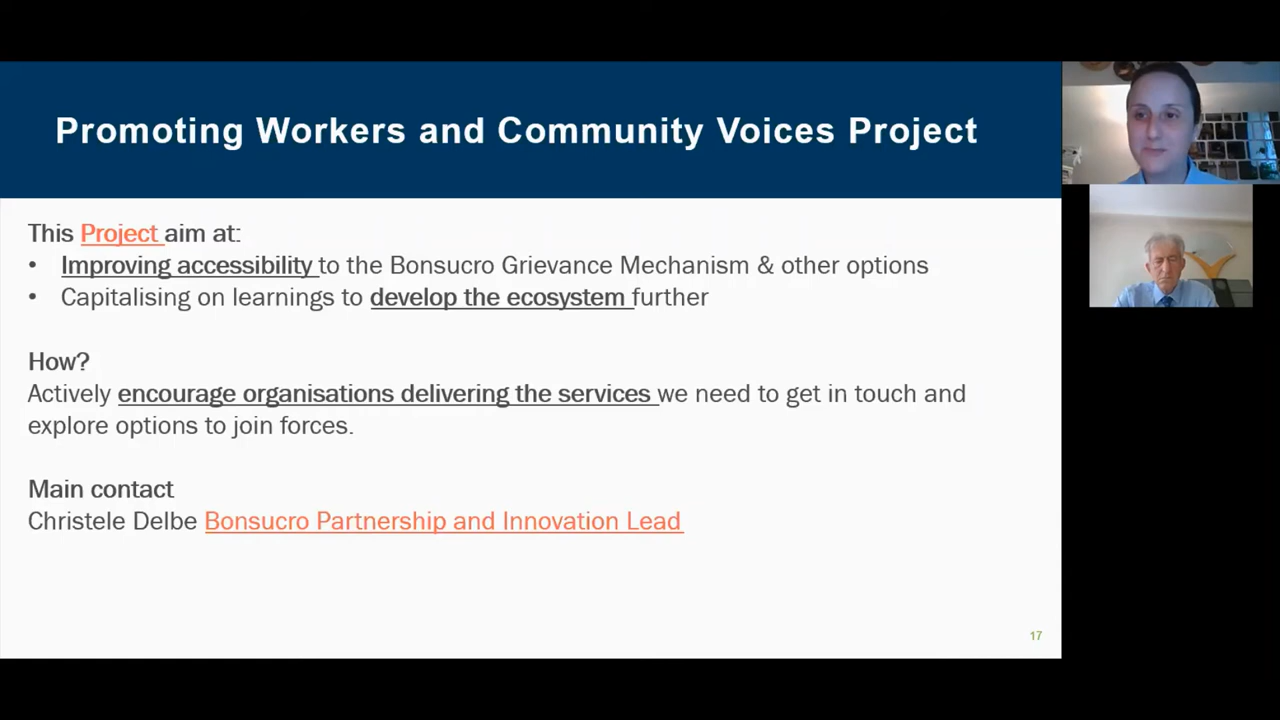 Promoting Workers and Community Voices Project
This Project aim at:
• Improving accessibility to the Bonsucro Grievance Mechanism & other options
• Capitalising on learnings to develop the ecosystem further
How?
Actively encourage organisations delivering the services we need to get in touch and
explore options to join forces.
Main contact
Christele Delbe Bonsucro Partnership and Innovation Lead
17